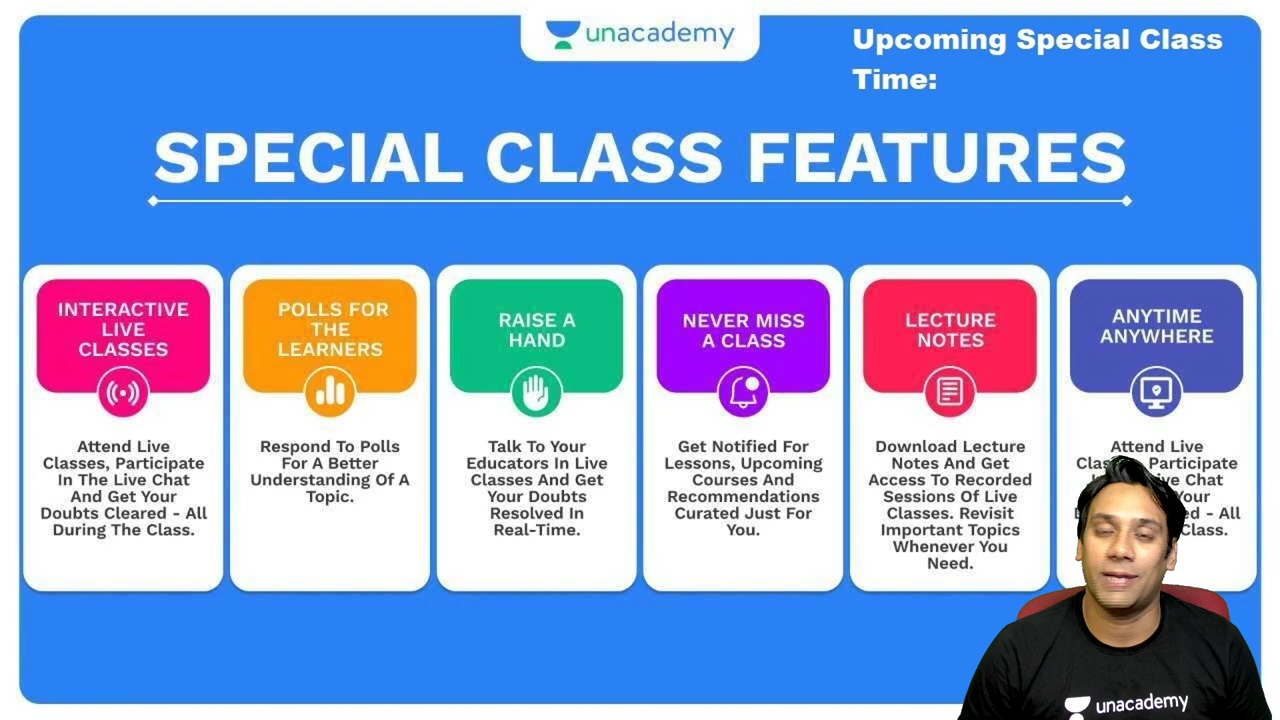 unacademy
Upcoming Special Class
Time:
SPECIAL CLASS FEATURES
INTERACTIVE
LIVE
CLASSES
Attend Live
Classes, Participate
In The Live Chat
And Get Your
Doubts Cleared - All
During The Class.
POLLS FOR
THE
LEARNERS
Respond To Polls
For A Better
Understanding Of A
Topic.
RAISE A
HAND
Talk To Your
Educators In Live
Classes And Get
Your Doubts
Resolved In
Real-Time.
NEVER MISS
A CLASS
Get Notified For
Lessons, Upcoming
Courses And
Recommendations
Curated Just For
You.
LECTURE
NOTES
Download Lecture
Notes And Get
Access To Recorded
Sessions Of Live
Classes. Revisit
Important Topics
Whenever You
Need.
ANYTIME
ANYWHERE
Attend Live
Participate
Chat
Your
- All
Class.
unacademy